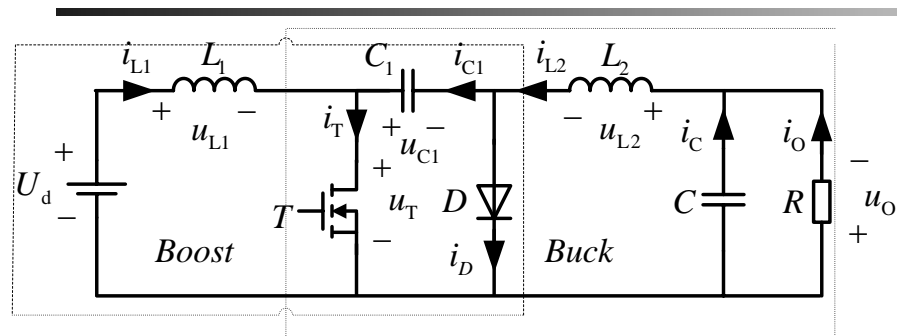 i_L1 L_1 C_1 i_C1 i_L2 L_2
+ − + − − +
u_L1 i_T u_C1 u_L2 i_C i_O
+ + −
U_d u_T D C R u_O
− T − +
Boost i_D Buck